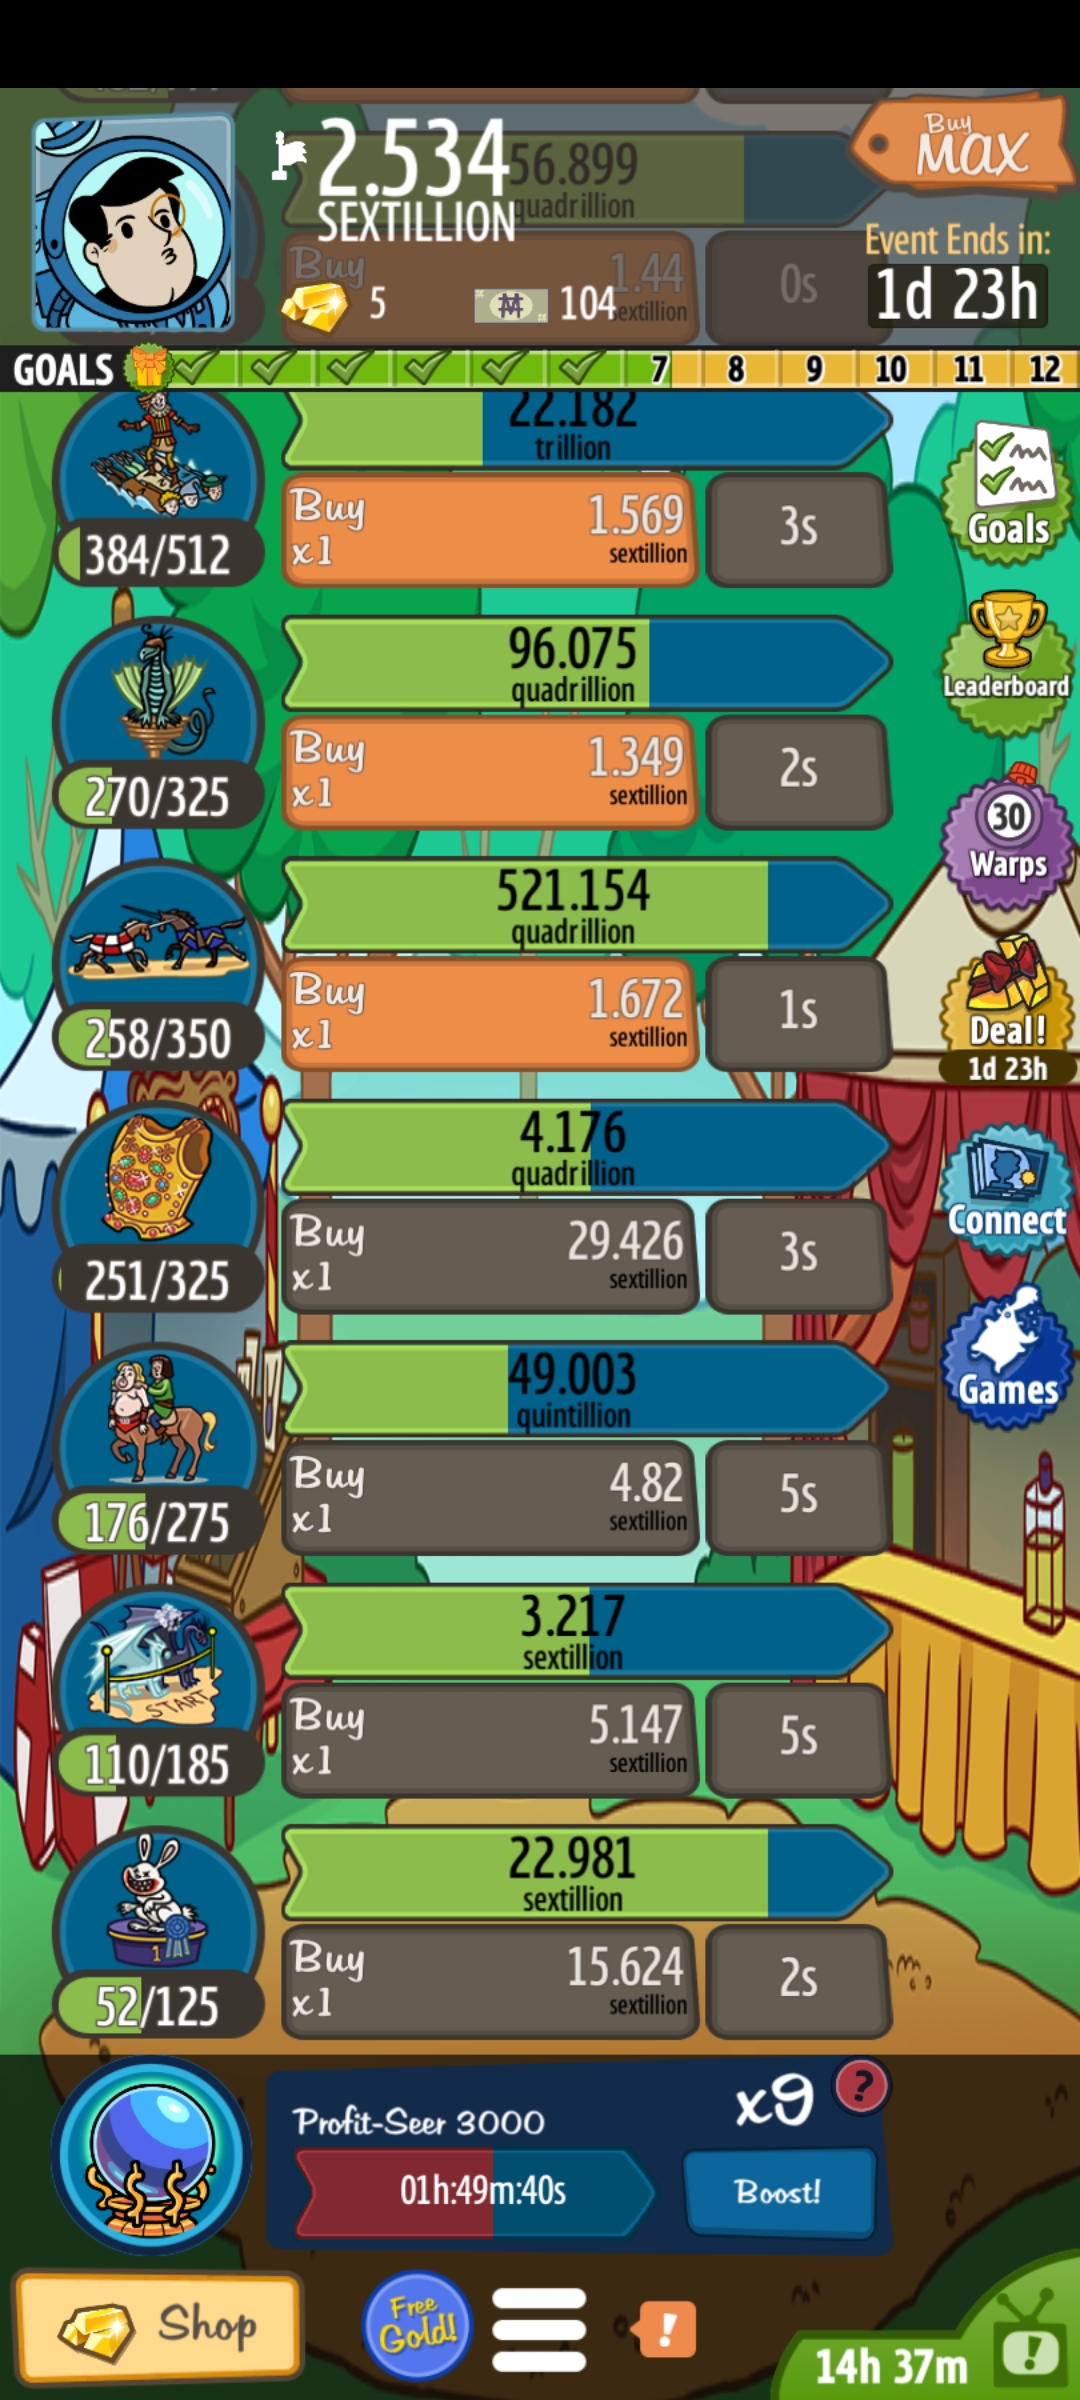 2.534
SEXTILLION
56.899
quadrillion
Buy
MAX
Event Ends in:
1d 23h
Buy
1.44
sextillion
0s
5
104
GOALS
7
8
9
10
11
12
22.182
trillion
Buy
x1
1.569
sextillion
3s
384/512
Goals
96.075
quadrillion
Buy
x1
1.349
sextillion
2s
270/325
Leaderboard
30
Warps
521.154
quadrillion
Buy
x1
1.672
sextillion
1s
258/350
Deal!
1d 23h
4.176
quadrillion
Buy
x1
29.426
sextillion
3s
251/325
Connect
49.003
quintillion
Buy
x1
4.82
sextillion
5s
176/275
Games
3.217
sextillion
START
Buy
x1
5.147
sextillion
5s
110/185
22.981
sextillion
1
Buy
x1
15.624
sextillion
2s
52/125
Profit-Seer 3000
x9
?
01h:49m:40s
Boost!
Shop
Free
Gold!
!
14h 37m
!